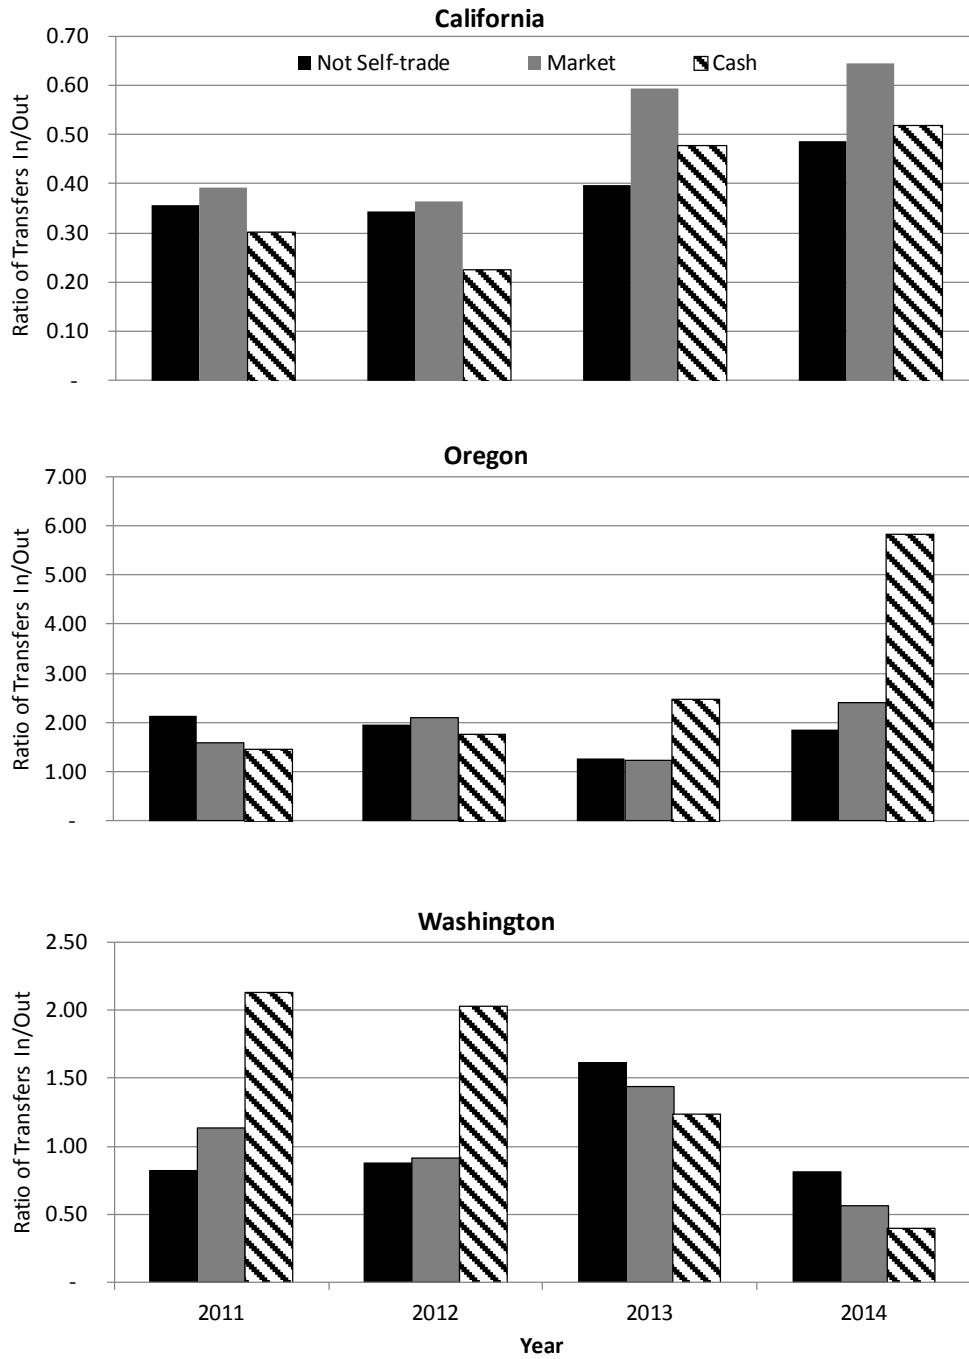 California
0.70
Not Self-trade Market Cash
0.60
0.50
0.40
0.30
0.20
0.10
-
Ratio of Transfers In/Out
Oregon
7.00
6.00
5.00
4.00
3.00
2.00
1.00
-
Ratio of Transfers In/Out
Washington
2.50
2.00
1.50
1.00
0.50
-
Ratio of Transfers In/Out
2011 2012 2013 2014
Year